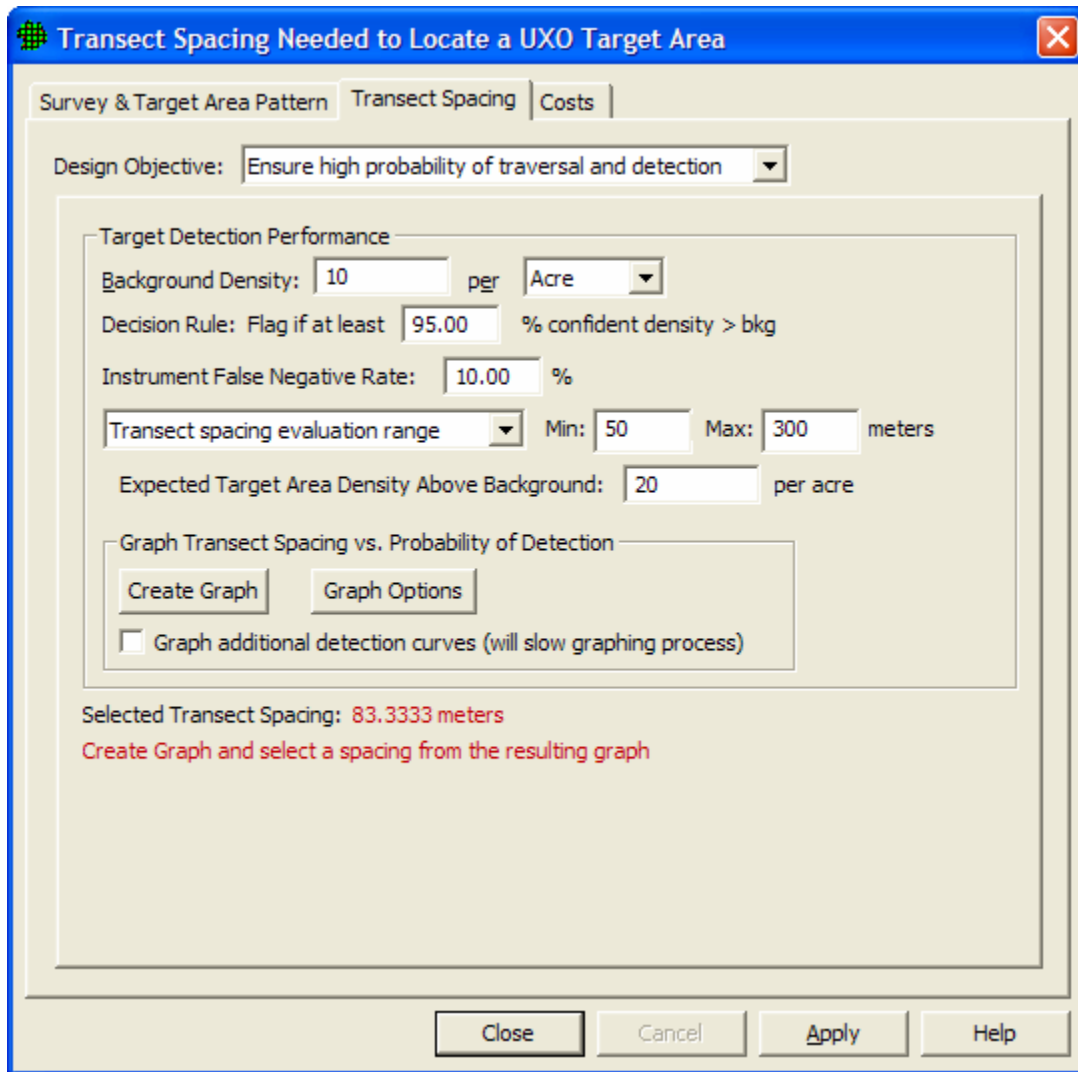 Transect Spacing Needed to Locate a UXO Target Area
Survey & Target Area Pattern Transect Spacing Costs
Design Objective: Ensure high probability of traversal and detection
Target Detection Performance
Background Density: 10 per Acre
Decision Rule: Flag if at least 95.00 % confident density > bkg
Instrument False Negative Rate: 10.00 %
Transect spacing evaluation range Min: 50 Max: 300 meters
Expected Target Area Density Above Background: 20 per acre
Graph Transect Spacing vs. Probability of Detection
Create Graph Graph Options
Graph additional detection curves (will slow graphing process)
Selected Transect Spacing: 83.3333 meters
Create Graph and select a spacing from the resulting graph
Close Cancel Apply Help